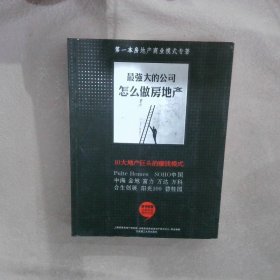 第一本房地产商业模式专著
最強大的公司
怎么做房地产
10大地产巨头的赚钱模式
Pulte Homes SOHO中国
中海 金地 富力 万达 万科
合生创展 阳光100 碧桂园